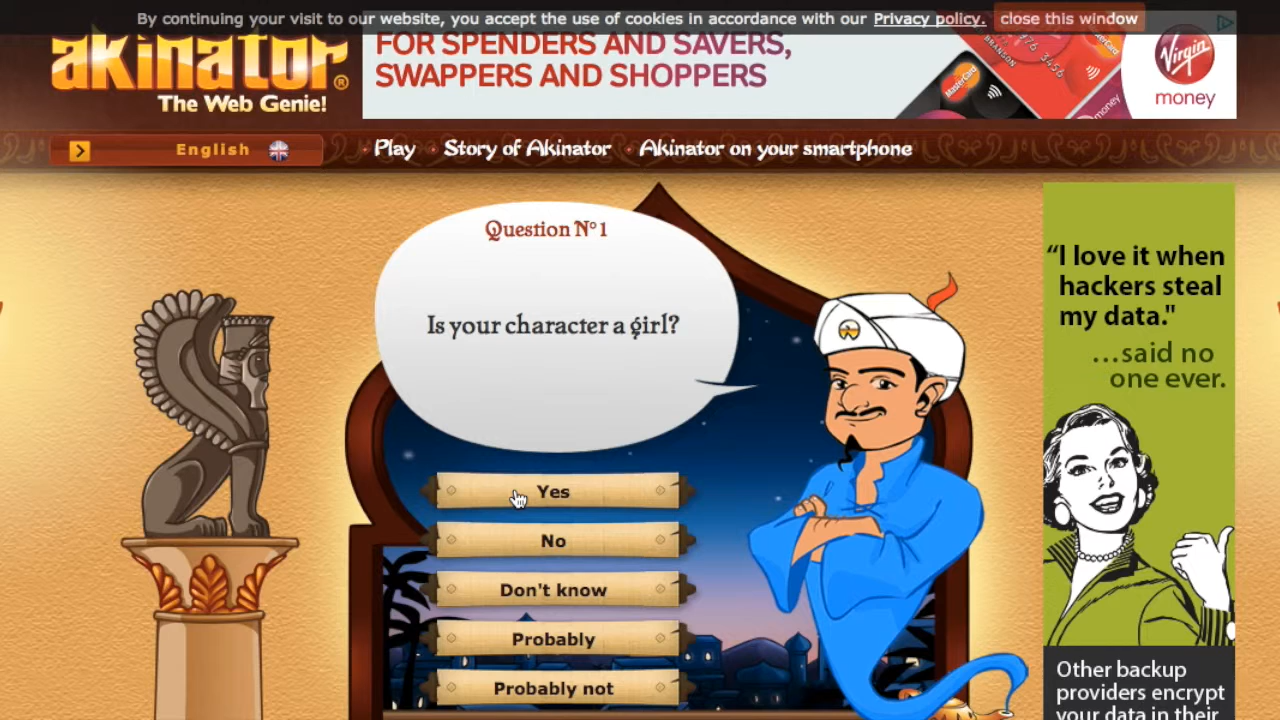 By continuing your visit to our website, you accept the use of cookies in accordance with our Privacy policy. close this window
akinator®
The Web Genie!
FOR SPENDERS AND SAVERS,
SWAPPERS AND SHOPPERS
MasterCard
Virgin
money
English
Play
Story of Akinator
Akinator on your smartphone
Question N°1
Is your character a girl?
Yes
No
Don't know
Probably
Probably not
“I love it when
hackers steal
my data."
...said no
one ever.
Other backup
providers encrypt
your data in their